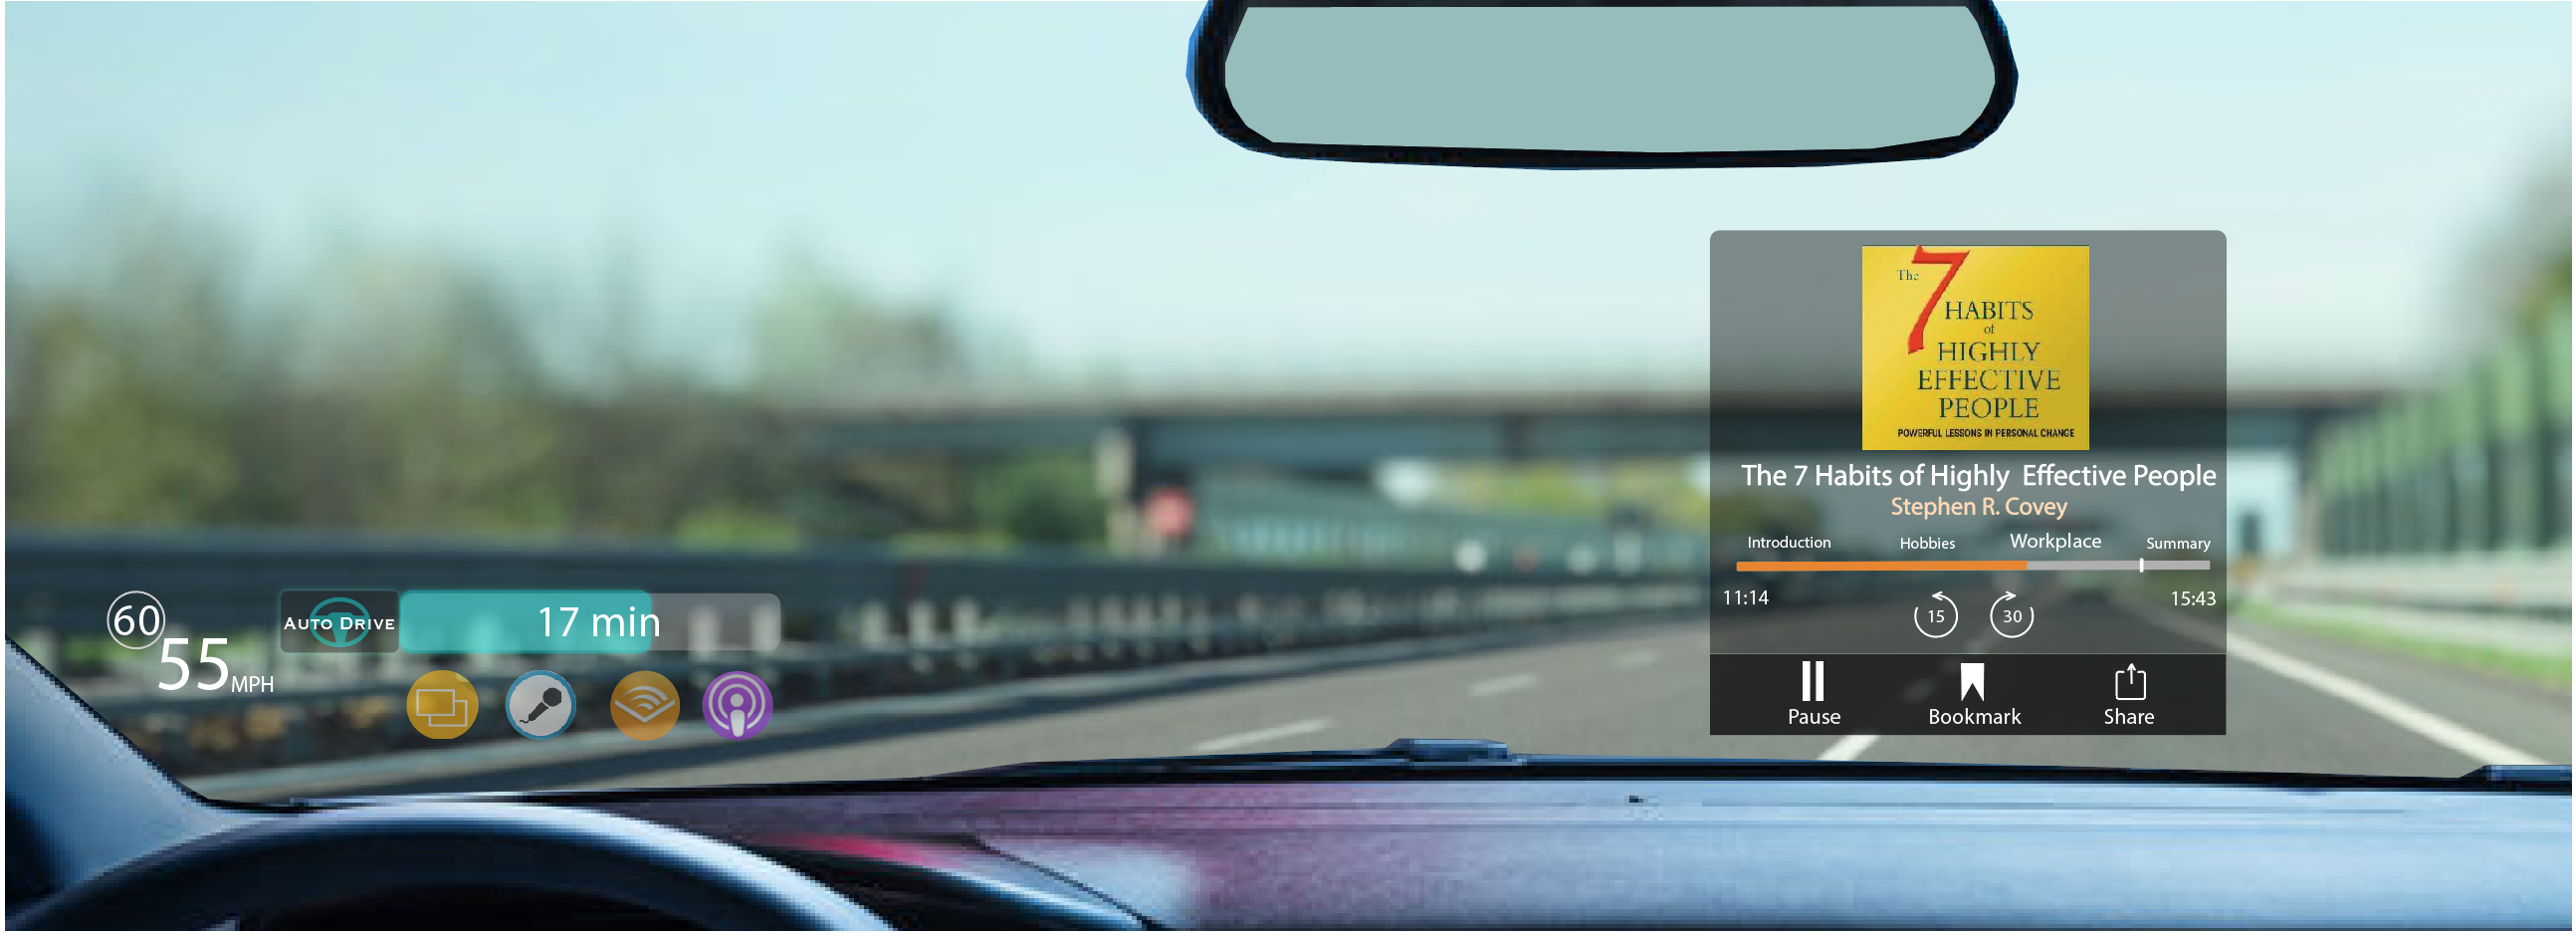 The
7
HABITS
of
HIGHLY
EFFECTIVE
PEOPLE
POWERFUL LESSONS IN PERSONAL CHANGE
The 7 Habits of Highly Effective People
Stephen R. Covey
Introduction Hobbies Workplace Summary
11:14 15 30 15:43
Pause Bookmark Share
60
55 MPH
AUTO DRIVE
17 min